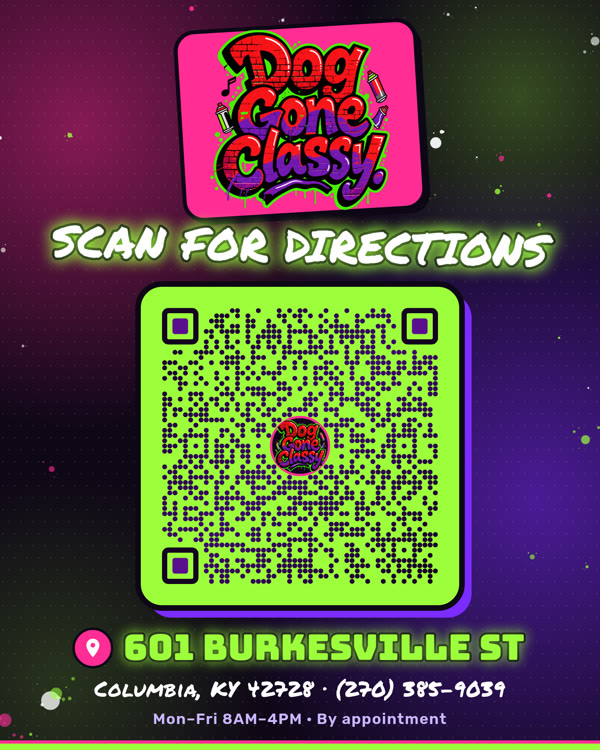 Dog
Gone
Classy.
SCAN FOR DIRECTIONS
Dog
Gone
Classy
601 BURKESVILLE ST
COLUMBIA, KY 42728 · (270) 385-9039
Mon–Fri 8AM–4PM • By appointment